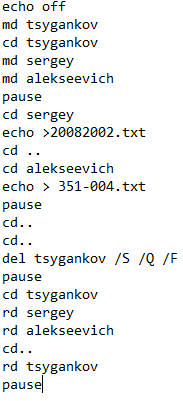 echo off
md tsygankov
cd tsygankov
md sergey
md alekseevich
pause
cd sergey
echo >20082002.txt
cd ..
cd alekseevich
echo > 351-004.txt
pause
cd..
cd..
del tsygankov /S /Q /F
pause
cd tsygankov
rd sergey
rd alekseevich
cd..
rd tsygankov
pause